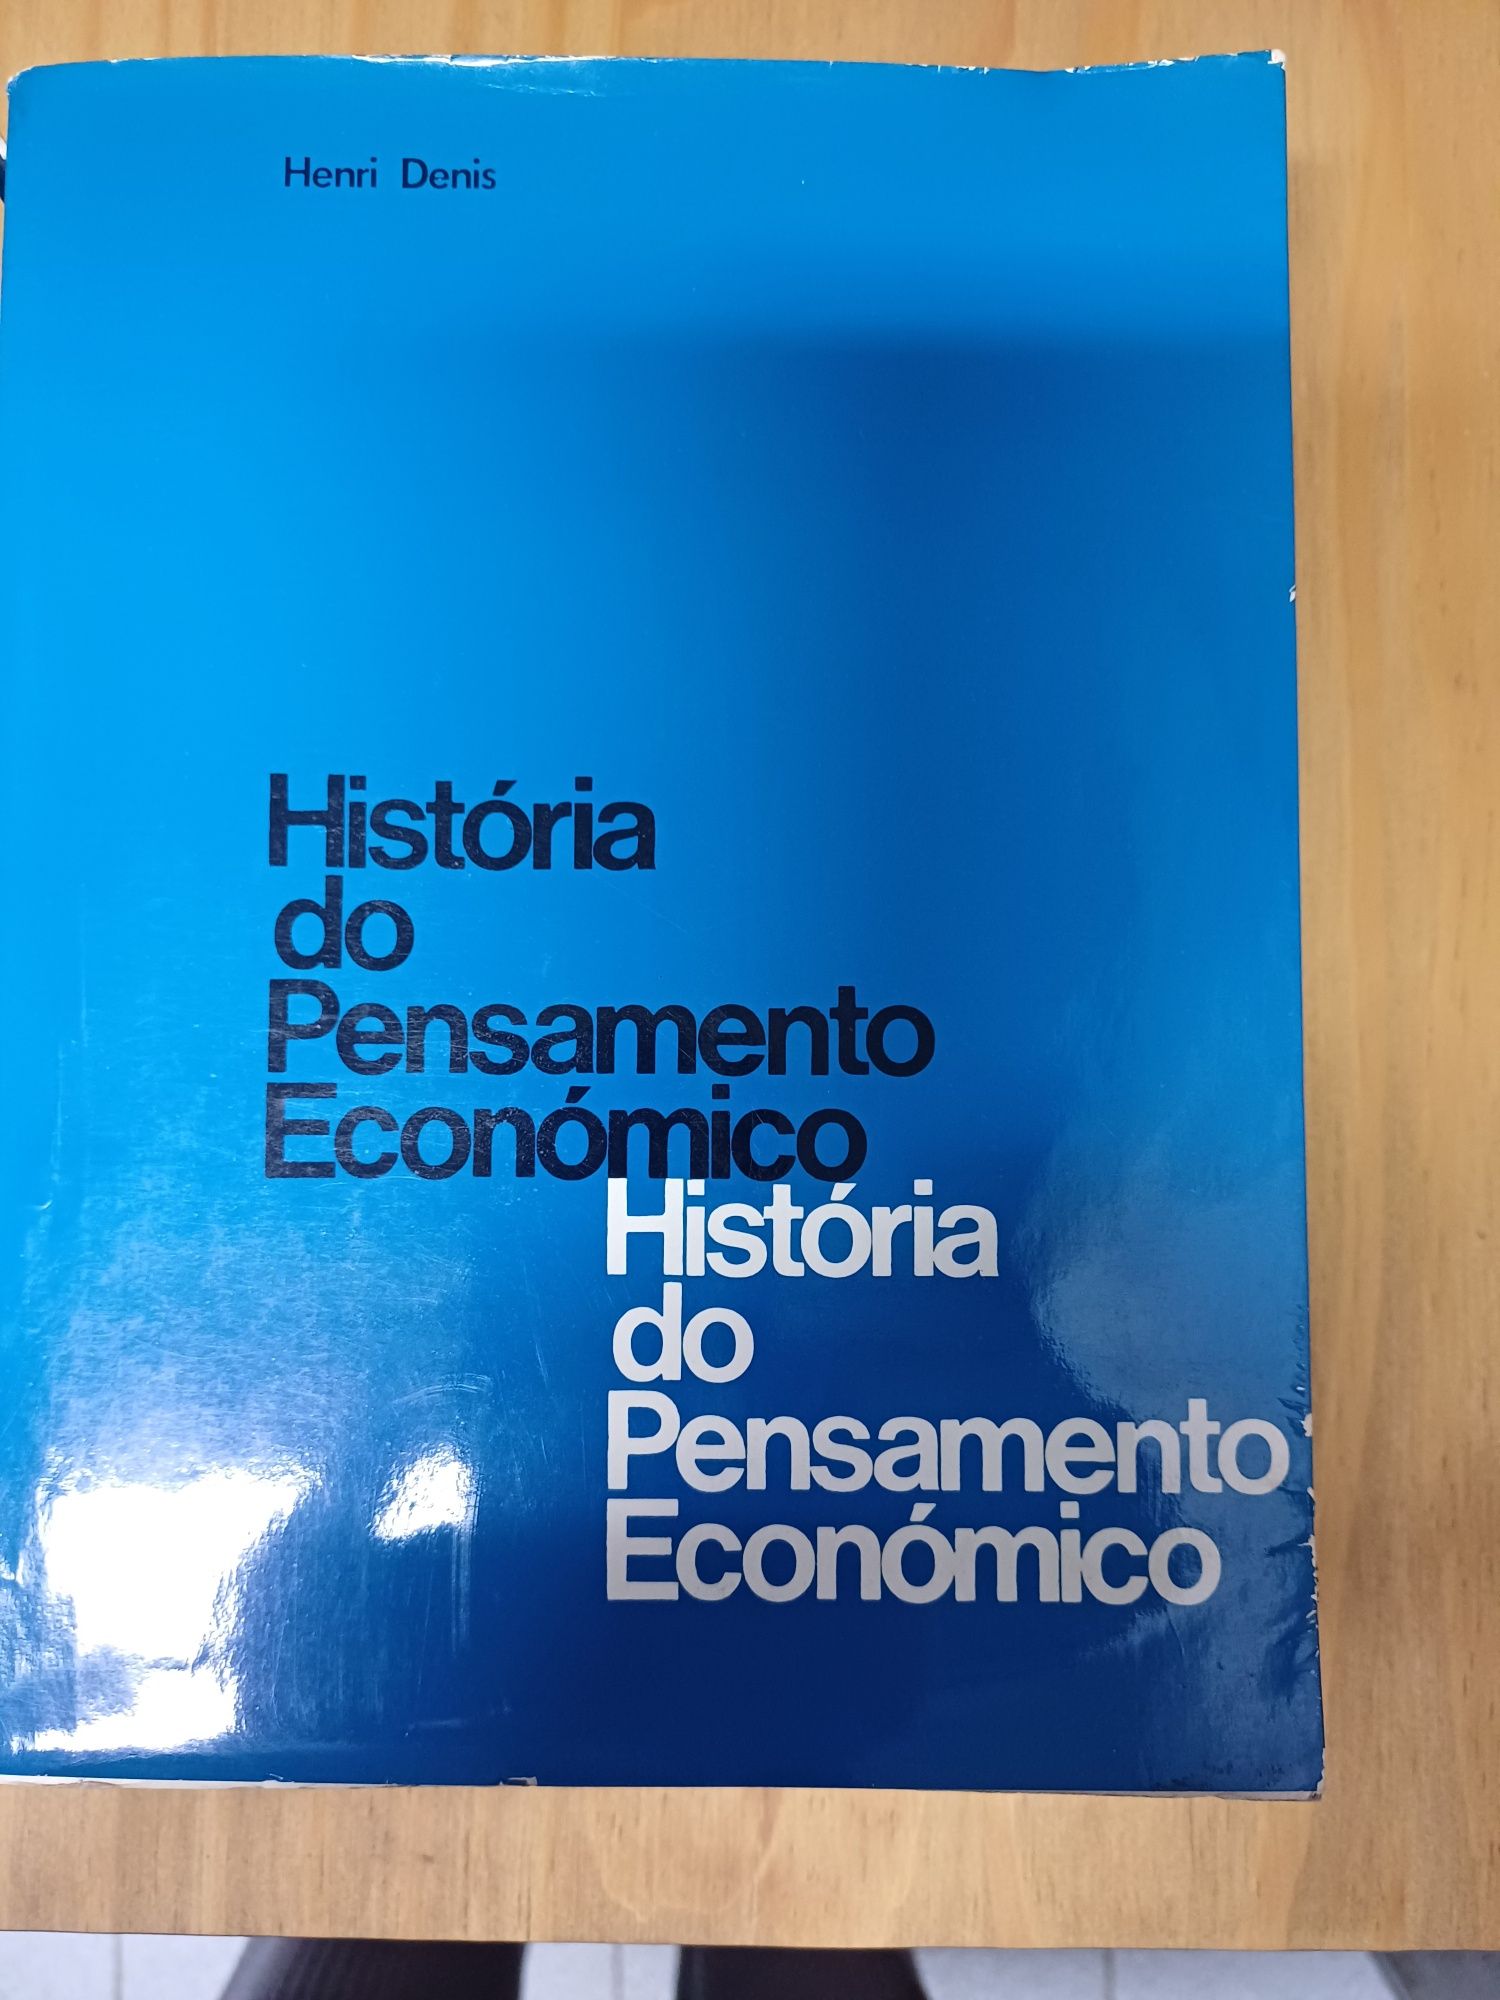 Henri Denis
História
do
Pensamento
Económico
História
do
Pensamento
Económico